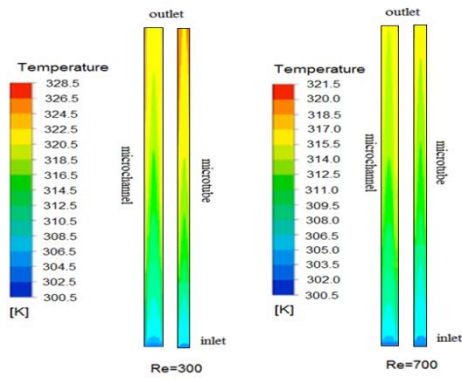 outlet
Temperature
328.5
326.5
324.5
322.5
320.5
318.5
316.5
314.5
312.5
310.5
308.5
306.5
304.5
302.5
300.5
[K]
microchannel
microtube
inlet
Re=300
outlet
Temperature
321.5
320.0
318.5
317.0
315.5
314.0
312.5
311.0
309.5
308.0
306.5
305.0
303.5
302.0
300.5
[K]
microchannel
microtube
inlet
Re=700